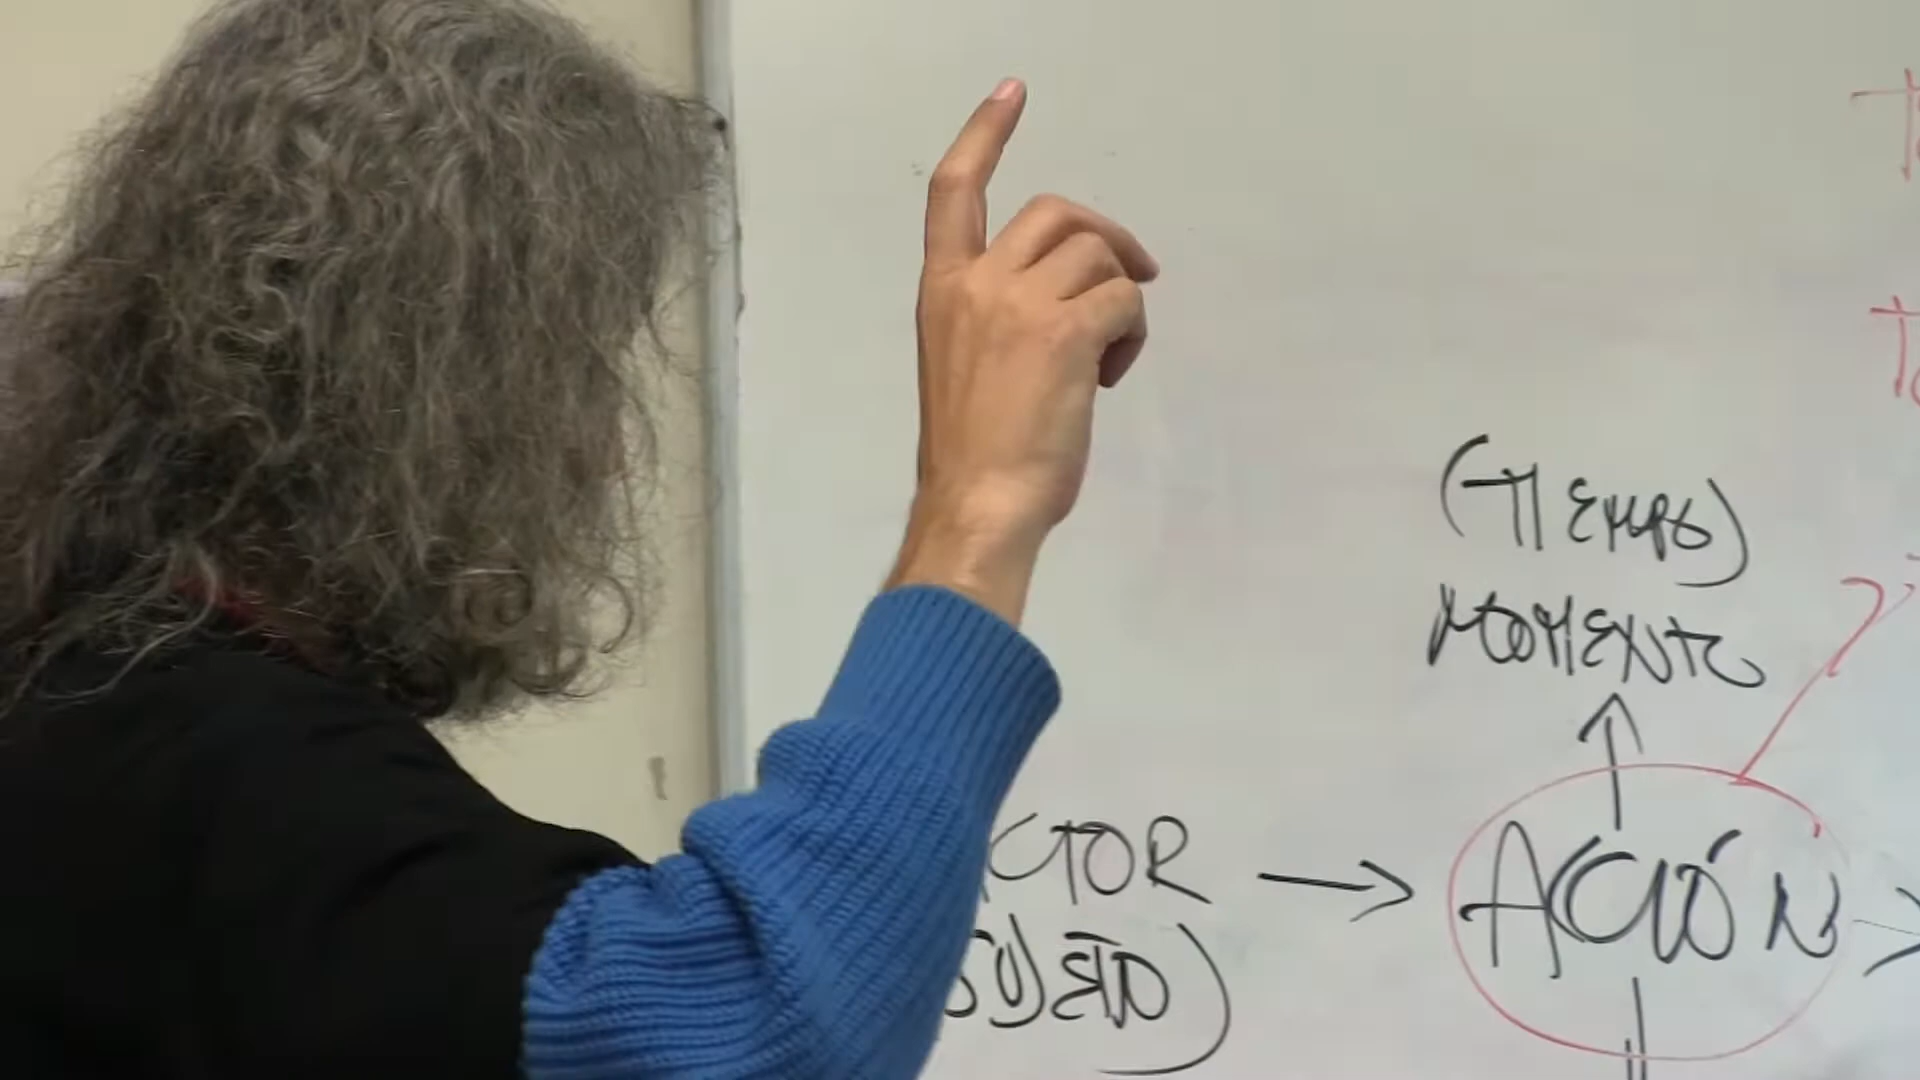 (TIEMPO)
MOMENTO
ACTOR → ACCIÓN →
(SUJETO)